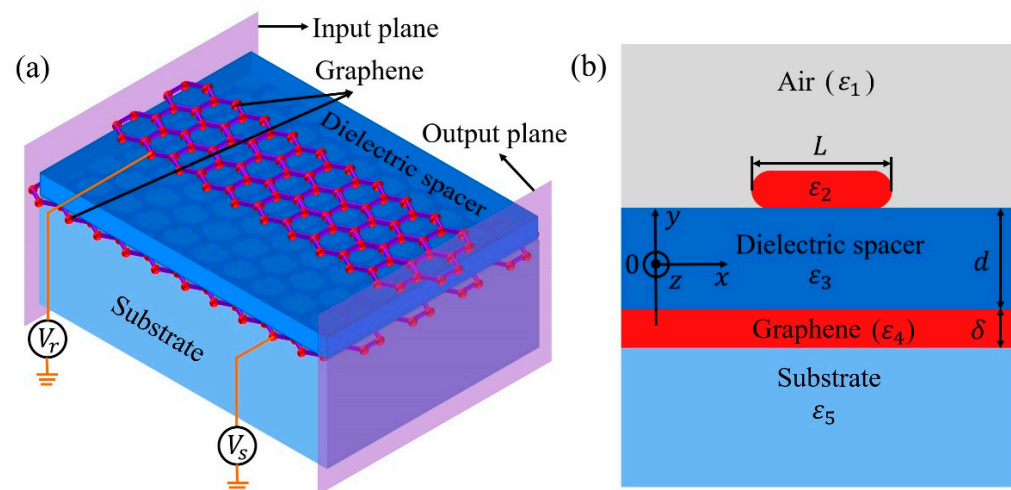 (a)
Input plane
Graphene
Dielectric spacer
Output plane
Substrate
V_r
V_s
(b)
Air (ε₁)
L
ε₂
y
Dielectric spacer
d
0
z
x
ε₃
Graphene (ε₄)
δ
Substrate
ε₅